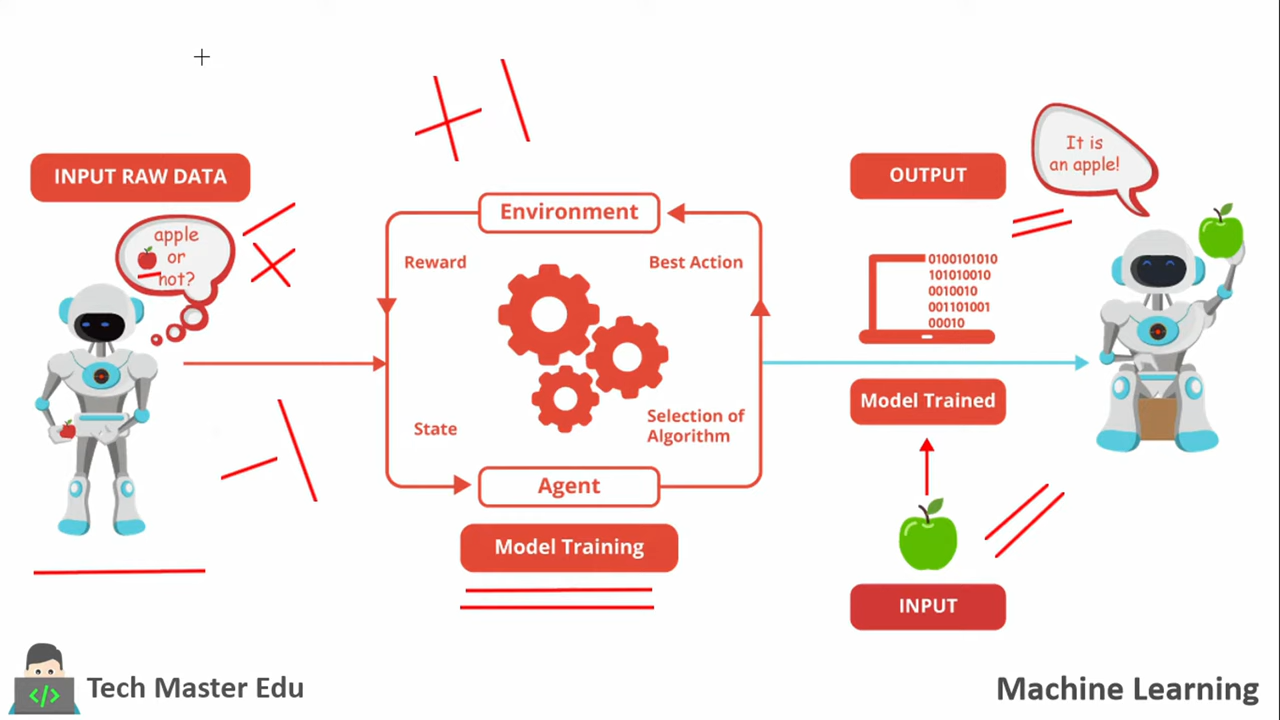 INPUT RAW DATA
apple
or
not?
Environment
Reward
Best Action
State
Selection of
Algorithm
Agent
Model Training
OUTPUT
It is
an apple!
0100101010
101010010
0010010
001101001
00010
Model Trained
INPUT
</>
Tech Master Edu
Machine Learning